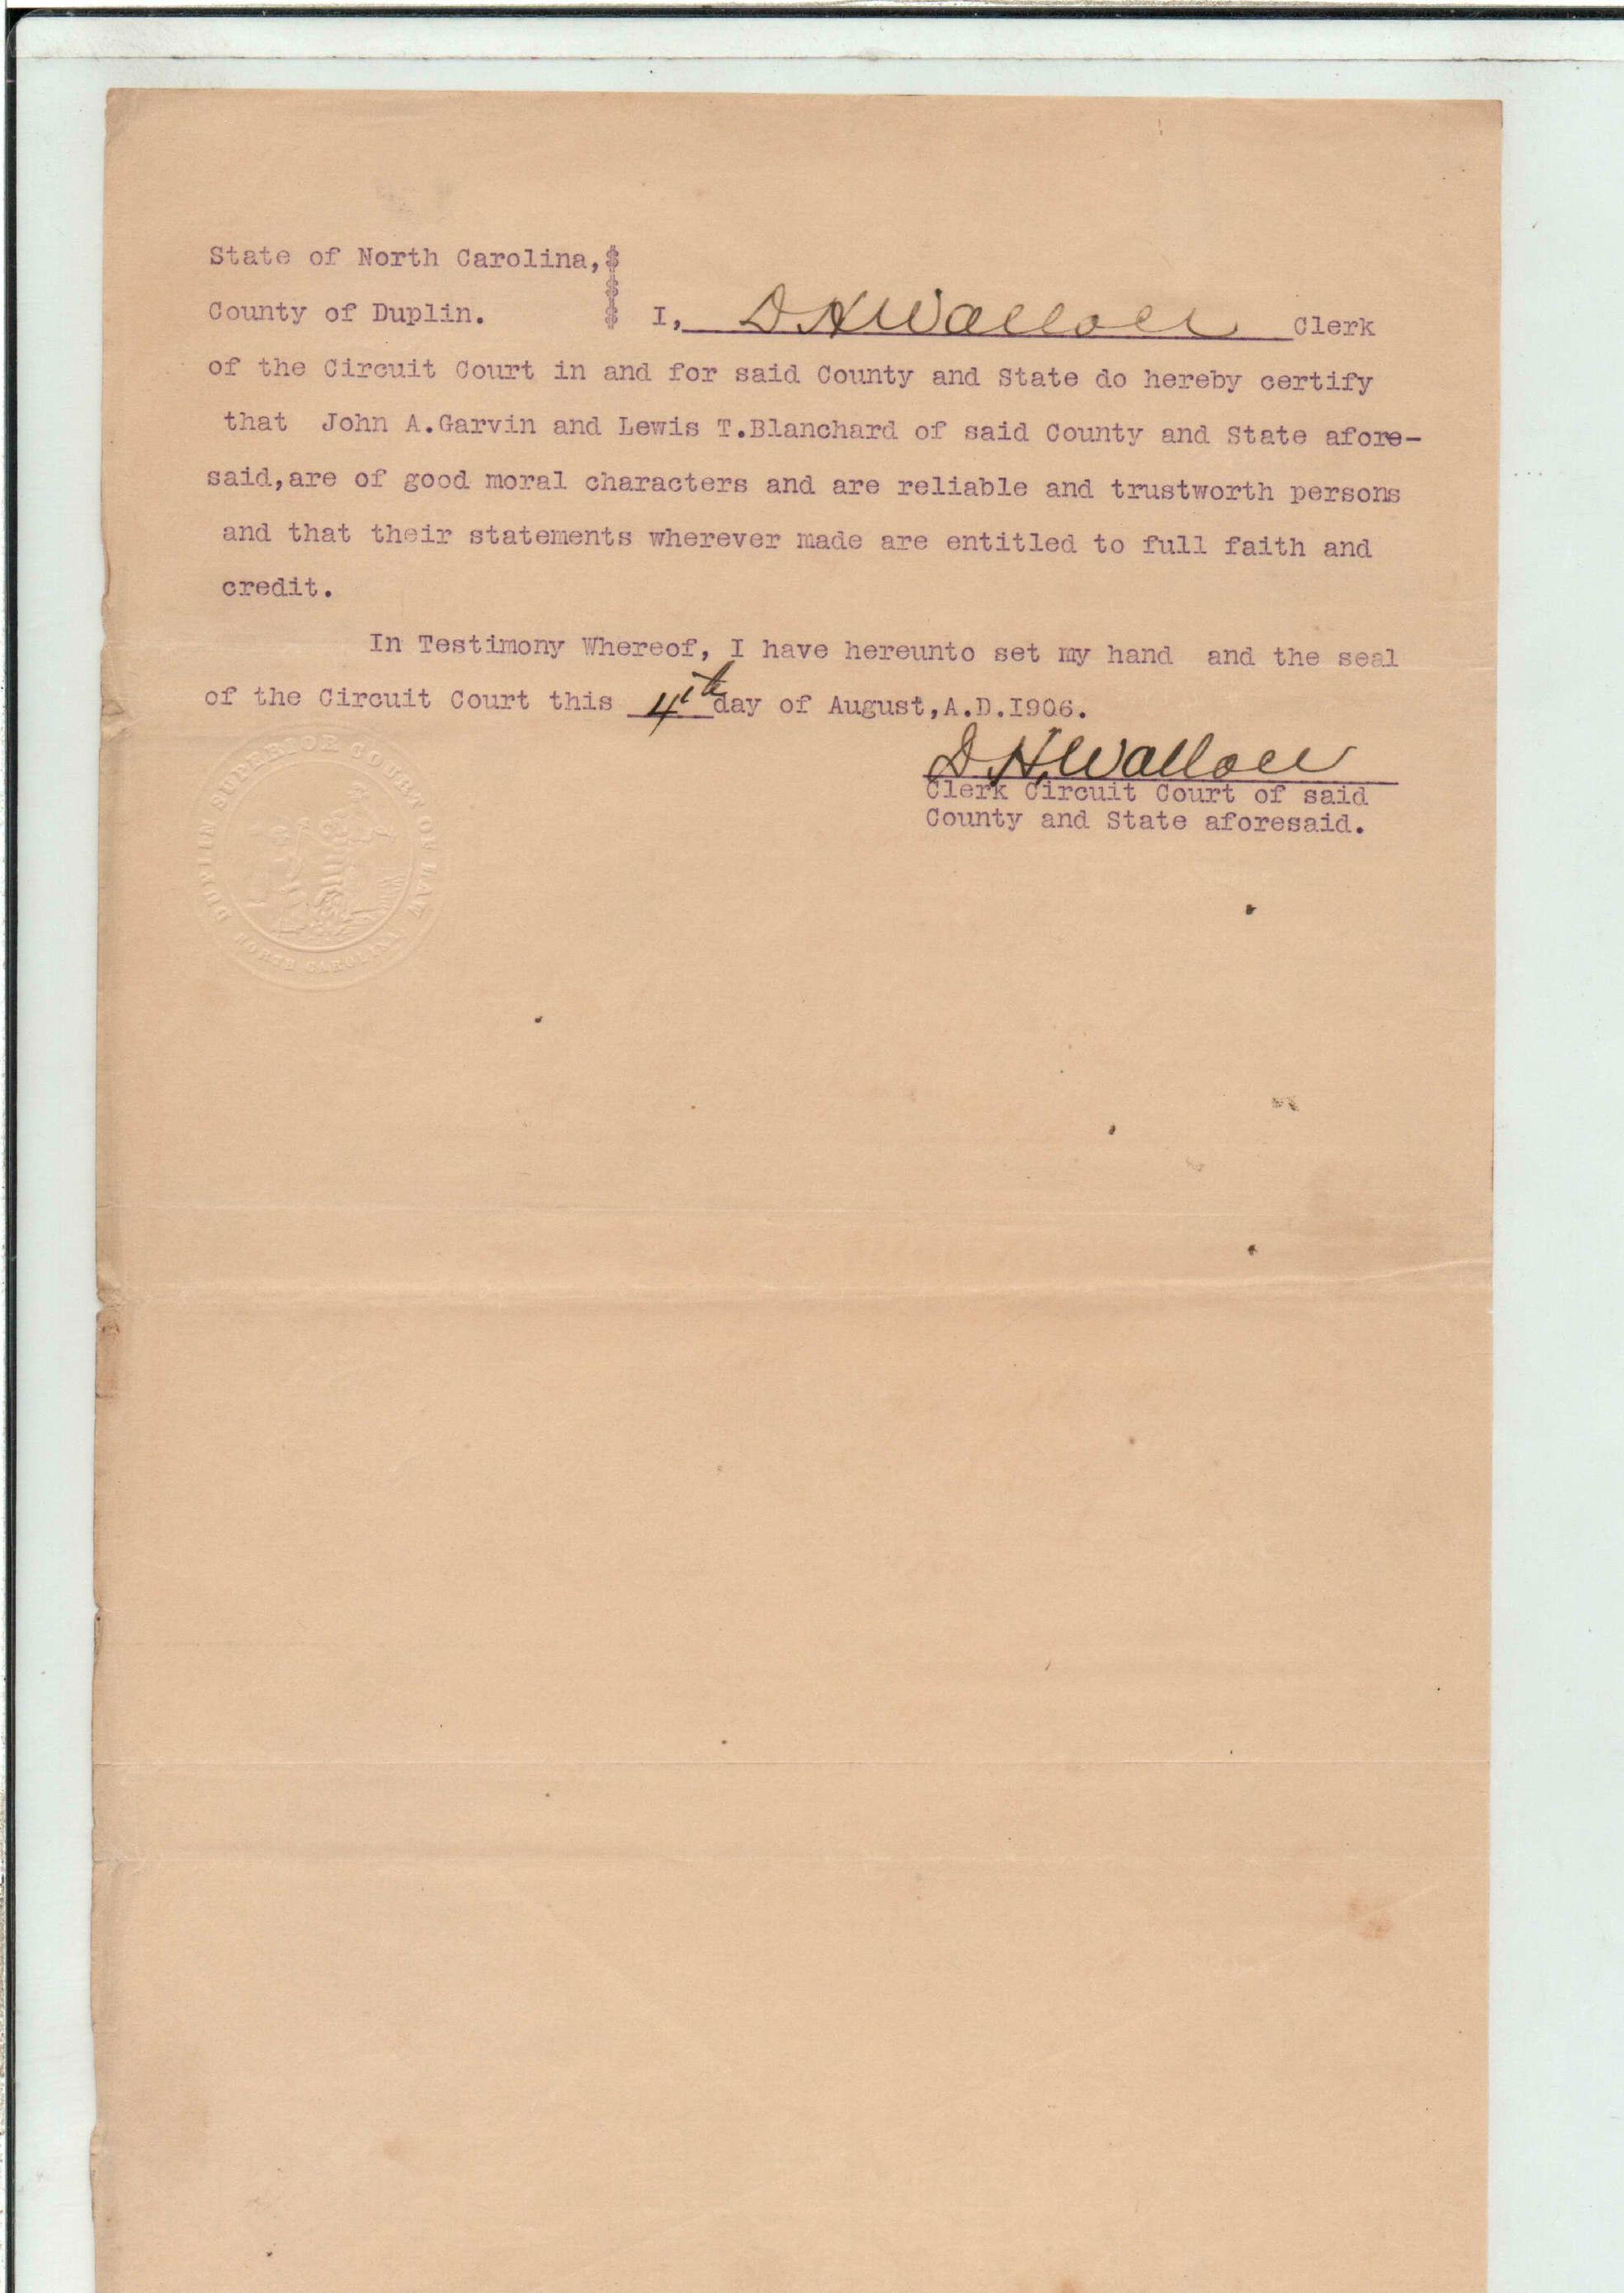 State of North Carolina,$
$
County of Duplin. $ I, D H Wallace Clerk
of the Circuit Court in and for said County and State do hereby certify
that John A.Garvin and Lewis T.Blanchard of said County and State afore-
said,are of good moral characters and are reliable and trustworth persons
and that their statements wherever made are entitled to full faith and
credit.
In Testimony Whereof, I have hereunto set my hand and the seal
of the Circuit Court this 4th day of August,A.D.I906.
D H Wallace
Clerk Circuit Court of said
County and State aforesaid.
DUPLIN SUPERIOR COURT OF LAW
NORTH CAROLINA